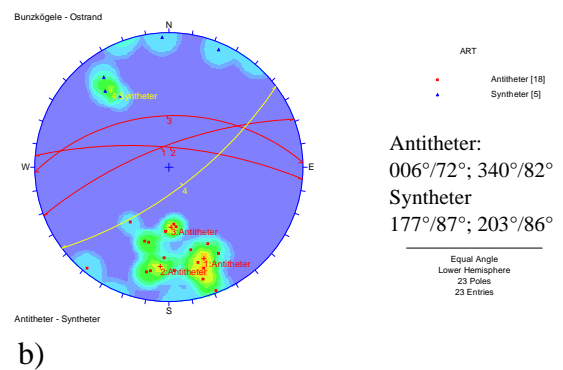 Bunzkögele - Ostrand
N
ART
Antitheter [18]
Syntheter [5]
4:Syntheter
3
1 2
W
E
4
Antitheter:
006°/72°; 340°/82°
Syntheter
177°/87°; 203°/86°
3:Antitheter
1:Antitheter
2:Antitheter
Equal Angle
Lower Hemisphere
23 Poles
23 Entries
S
Antitheter - Syntheter
b)